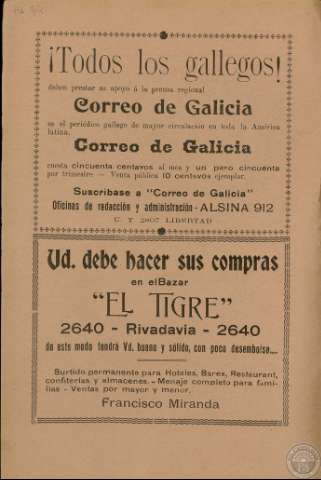 ¡Todos los gallegos!
deben prestar su apoyo á la prensa regional
Correo de Galicia
es el periódico gallego de mayor circulación en toda la América
latina.
Correo de Galicia
cuesta cincuenta centavos al mes y un peso cincuenta
por trimestre — Venta pública 10 centavos ejemplar.
Suscríbase a "Correo de Galicia"
Oficinas de redacción y administración - ALSINA 912
C. T. 2807 LIBERTAD
Vd. debe hacer sus compras
en el Bazar
"EL TIGRE"
2640 - Rivadavia - 2640
de este modo tendrá Vd. bueno y sólido, con poco desembolso....
Surtido permanente para Hoteles, Bares, Restaurant,
confiterías y almacenes. - Menaje completo para fami-
lias - Ventas por mayor y menor.
Francisco Miranda